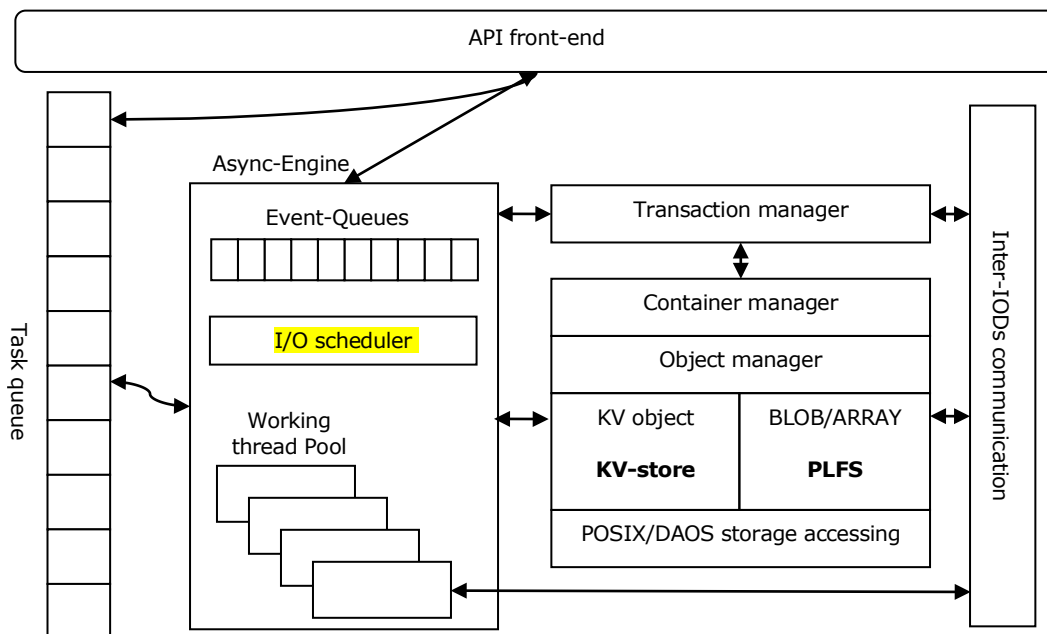 API front-end
Async-Engine
Event-Queues
I/O scheduler
Working
thread Pool
Task queue
Transaction manager
Container manager
Object manager
KV object
KV-store
BLOB/ARRAY
PLFS
POSIX/DAOS storage accessing
Inter-IODs communication